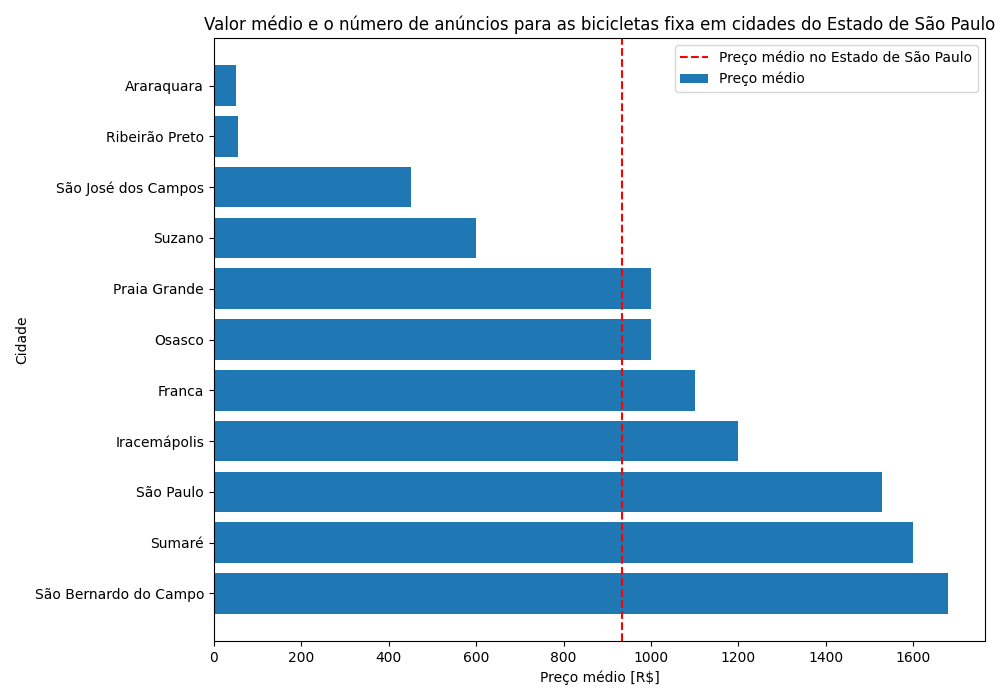 Valor médio e o número de anúncios para as bicicletas fixa em cidades do Estado de São Paulo
Preço médio no Estado de São Paulo
Preço médio
Araraquara
Ribeirão Preto
São José dos Campos
Suzano
Praia Grande
Osasco
Franca
Iracemápolis
São Paulo
Sumaré
São Bernardo do Campo
Cidade
0 200 400 600 800 1000 1200 1400 1600
Preço médio [R$]